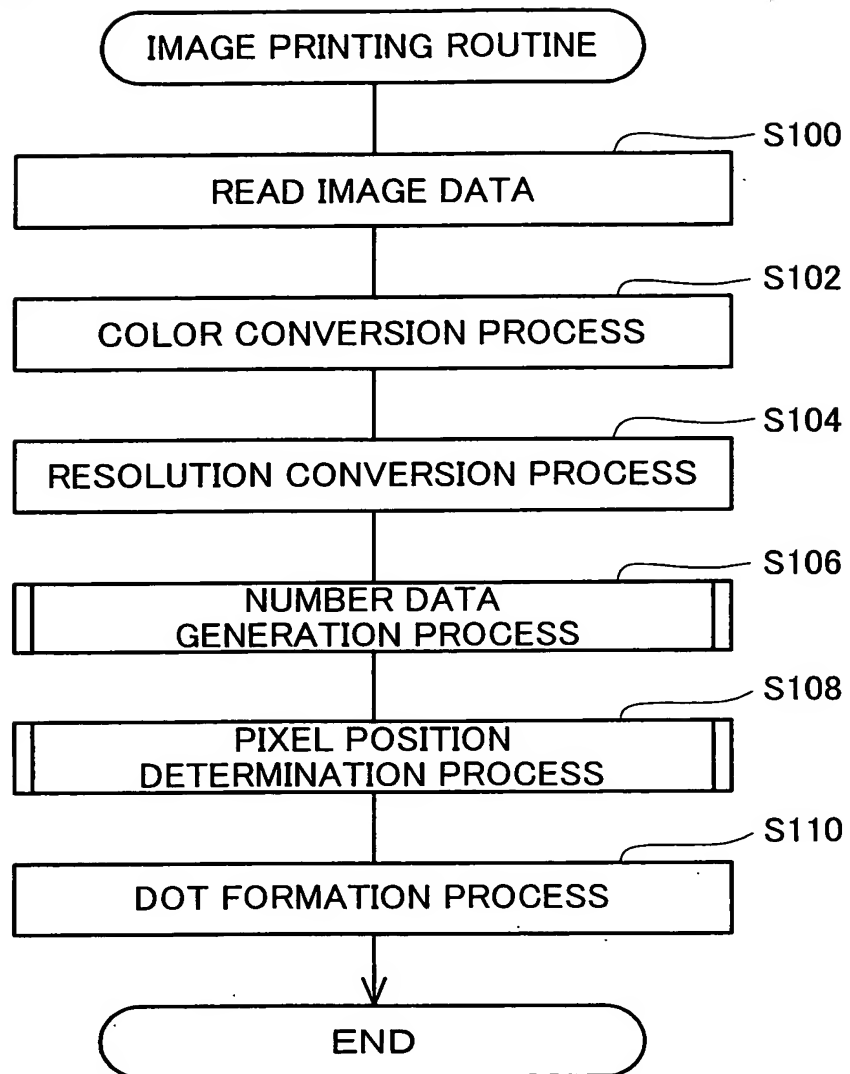 IMAGE PRINTING ROUTINE
S100
READ IMAGE DATA
S102
COLOR CONVERSION PROCESS
S104
RESOLUTION CONVERSION PROCESS
S106
NUMBER DATA
GENERATION PROCESS
S108
PIXEL POSITION
DETERMINATION PROCESS
S110
DOT FORMATION PROCESS
END